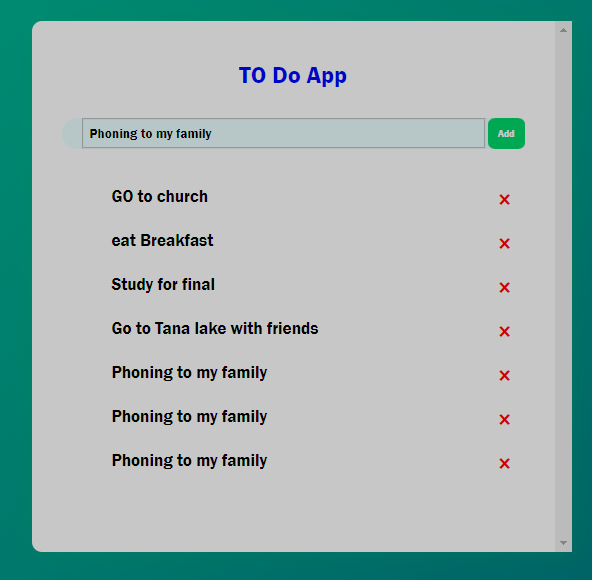 TO Do App
Phoning to my family Add
GO to church ×
eat Breakfast ×
Study for final ×
Go to Tana lake with friends ×
Phoning to my family ×
Phoning to my family ×
Phoning to my family ×